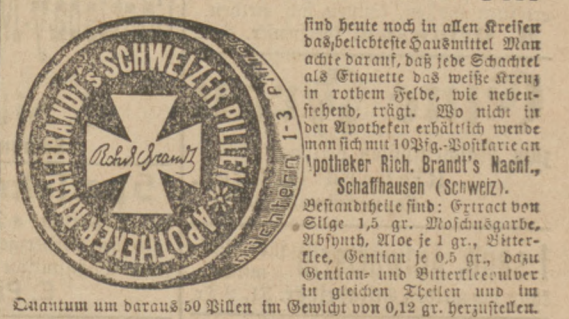 APOTHEKER RICH. BRANDT's SCHWEIZER PILLEN
Rich. Brandt
nüchtern 1-3
sind heute noch in allen Kreisen
das beliebteste Hausmittel Man
achte darauf, daß jede Schachtel
als Etiquette das weiße Kreuz
in rothem Felde, wie neben-
stehend, trägt. Wo nicht in
den Apotheken erhältlich wende
man sich mit 10Pfg.-Postkarte an
Apotheker Rich. Brandt's Nachf.,
Schaffhausen (Schweiz).
Bestandtheile sind: Extract von
Silge 1,5 gr. Moschusgarbe,
Absynth, Aloe je 1 gr., Bitter-
klee, Gentian je 0,5 gr., dazu
Gentian- und Bitterkleepulver
in gleichen Theilen und im
Quantum um daraus 50 Pillen im Gewicht von 0,12 gr. herzustellen.